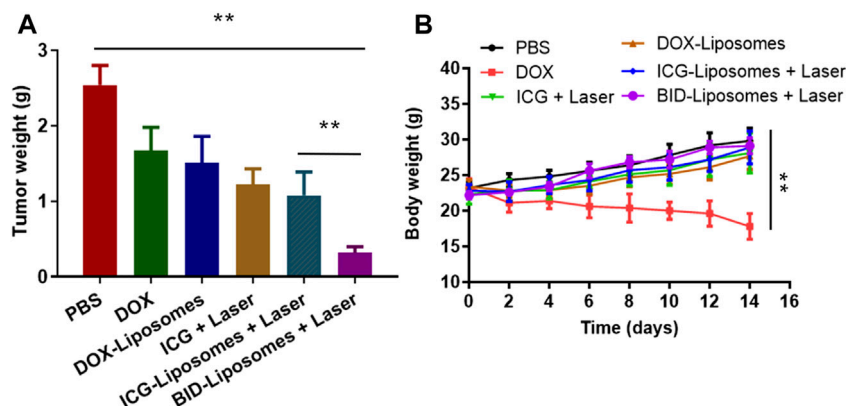 A
**
**
Tumor weight (g)
3
2
1
0
PBS
DOX
DOX-Liposomes
ICG + Laser
ICG-Liposomes + Laser
BID-Liposomes + Laser
B
PBS
DOX
ICG + Laser
DOX-Liposomes
ICG-Liposomes + Laser
BID-Liposomes + Laser
Body weight (g)
40
35
30
25
20
15
10
**
0 2 4 6 8 10 12 14 16
Time (days)